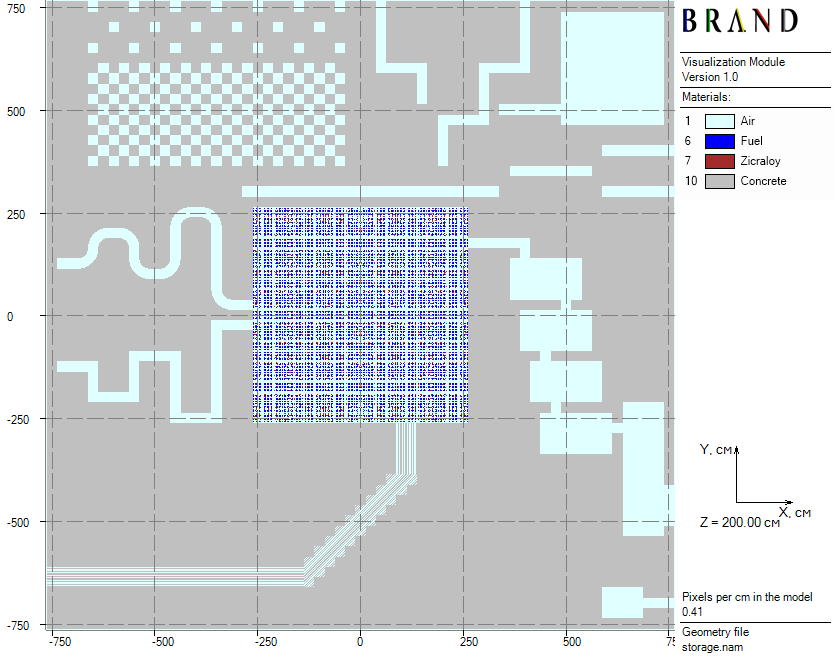 BRAND
Visualization Module
Version 1.0
Materials:
1 Air
6 Fuel
7 Zicraloy
10 Concrete
750
500
250
0
-250
-500
-750
-750 -500 -250 0 250 500 75
Y, см
X, см
Z = 200.00 см
Pixels per cm in the model
0.41
Geometry file
storage.nam